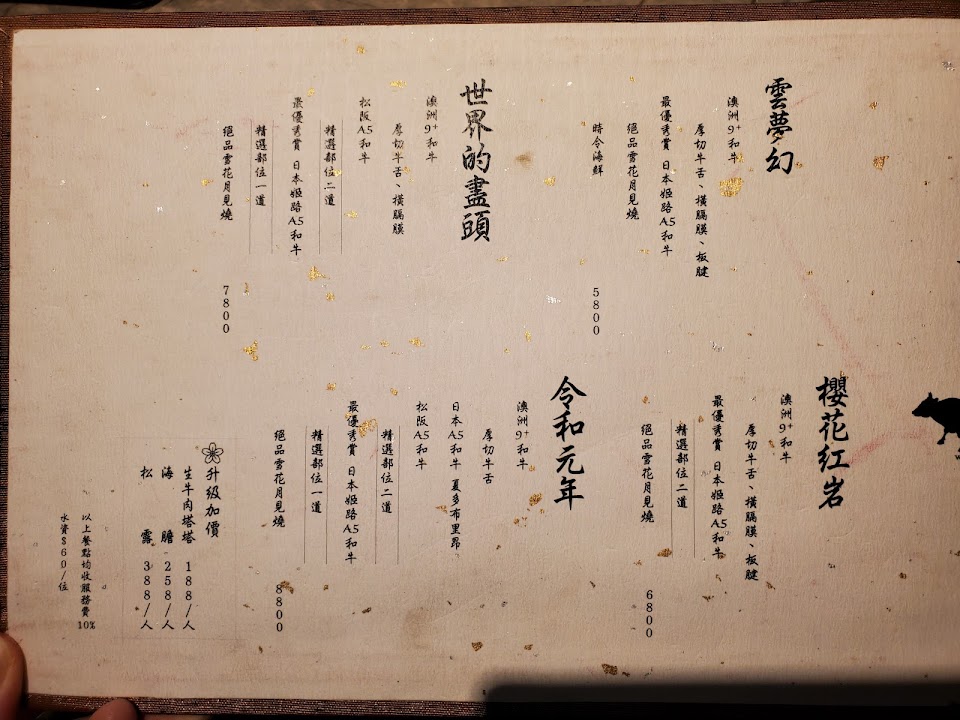 雲夢幻
澳洲9+和牛
厚切牛舌、橫膈膜、板腱
最優秀賞 日本姬路A5和牛
絕品雪花月見燒
時令海鮮
5800
世界的盡頭
澳洲9+和牛
厚切牛舌、橫膈膜
松阪A5和牛
精選部位二道
最優秀賞 日本姬路A5和牛
精選部位一道
絕品雪花月見燒
7800
櫻花紅岩
澳洲9+和牛
厚切牛舌、橫膈膜、板腱
最優秀賞 日本姬路A5和牛
精選部位二道
絕品雪花月見燒
6800
令和元年
澳洲9+和牛
厚切牛舌
日本A5和牛 夏多布里昂
松阪A5和牛
精選部位二道
最優秀賞 日本姬路A5和牛
精選部位一道
絕品雪花月見燒
8800
升級加價
生牛肉塔塔 188/人
海膽 258/人
松露 388/人
以上餐點均收服務費10%
水資$60/位